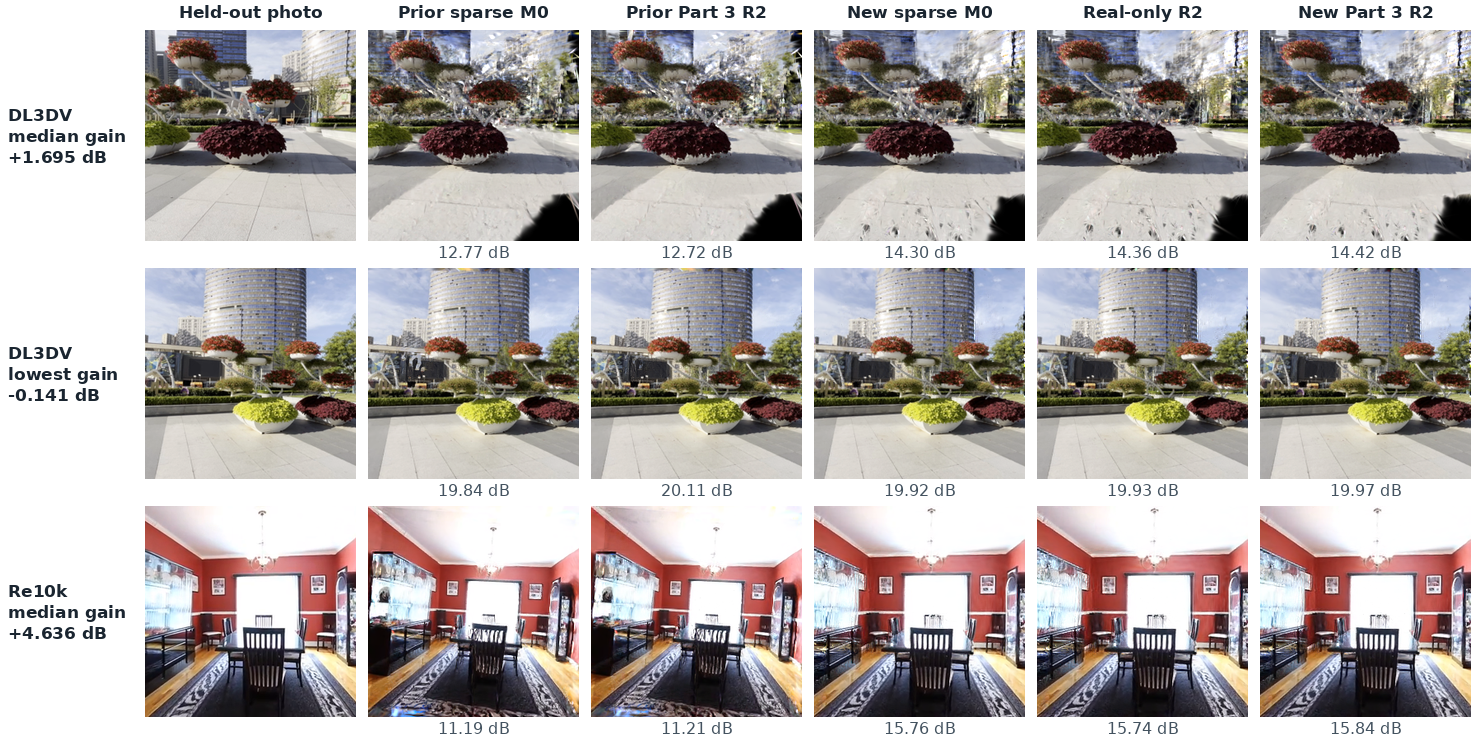 Held-out photo
Prior sparse M0
Prior Part 3 R2
New sparse M0
Real-only R2
New Part 3 R2
DL3DV
median gain
+1.695 dB
12.77 dB
12.72 dB
14.30 dB
14.36 dB
14.42 dB
DL3DV
lowest gain
-0.141 dB
19.84 dB
20.11 dB
19.92 dB
19.93 dB
19.97 dB
Re10k
median gain
+4.636 dB
11.19 dB
11.21 dB
15.76 dB
15.74 dB
15.84 dB